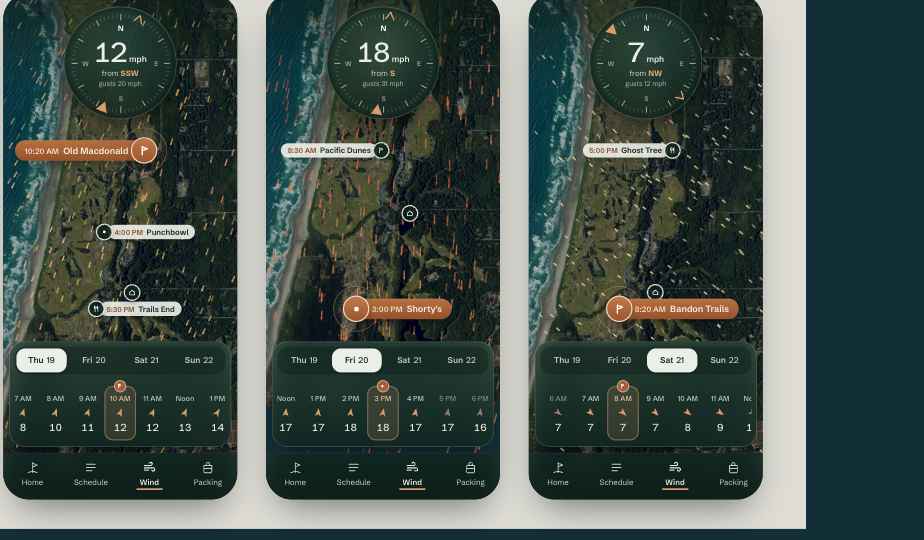 N
12 mph
W E
from SSW
gusts 20 mph
S
10:20 AM Old Macdonald
4:00 PM Punchbowl
5:30 PM Trails End
Thu 19 Fri 20 Sat 21 Sun 22
7 AM 8 AM 9 AM 10 AM 11 AM Noon 1 PM
8 10 11 12 12 13 14
Home Schedule Wind Packing
N
18 mph
W E
from S
gusts 31 mph
S
8:30 AM Pacific Dunes
3:00 PM Shorty's
Thu 19 Fri 20 Sat 21 Sun 22
Noon 1 PM 2 PM 3 PM 4 PM 5 PM 6 PM
17 17 18 18 17 17 16
Home Schedule Wind Packing
N
7 mph
W E
from NW
gusts 12 mph
S
5:00 PM Ghost Tree
8:20 AM Bandon Trails
Thu 19 Fri 20 Sat 21 Sun 22
6 AM 7 AM 8 AM 9 AM 10 AM 11 AM
7 7 7 7 8 9
Home Schedule Wind Packing